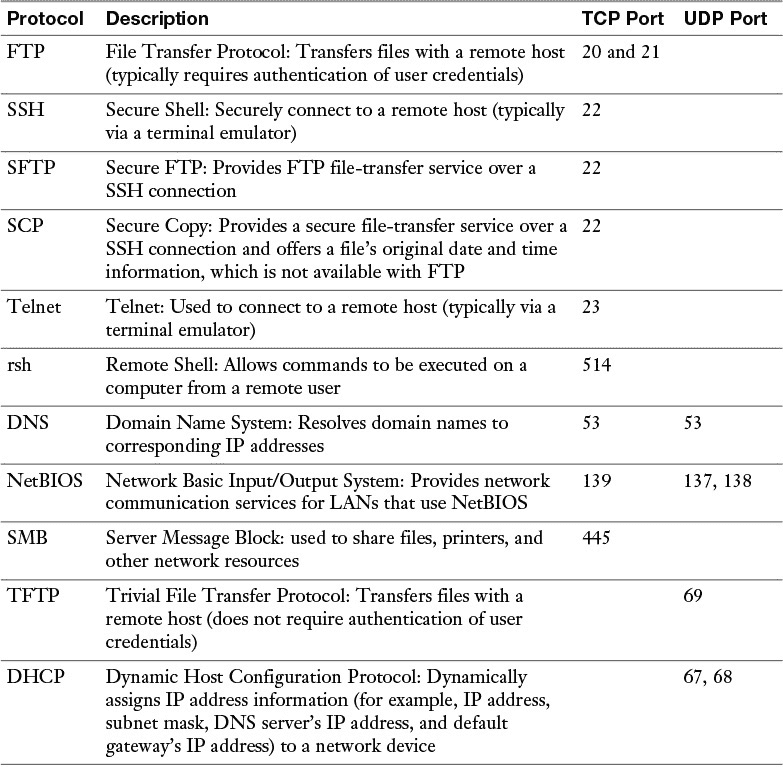 Protocol Description TCP Port UDP Port
FTP File Transfer Protocol: Transfers files with a remote host 20 and 21
(typically requires authentication of user credentials)
SSH Secure Shell: Securely connect to a remote host (typically 22
via a terminal emulator)
SFTP Secure FTP: Provides FTP file-transfer service over a 22
SSH connection
SCP Secure Copy: Provides a secure file-transfer service over a 22
SSH connection and offers a file’s original date and time
information, which is not available with FTP
Telnet Telnet: Used to connect to a remote host (typically via a 23
terminal emulator)
rsh Remote Shell: Allows commands to be executed on a 514
computer from a remote user
DNS Domain Name System: Resolves domain names to 53 53
corresponding IP addresses
NetBIOS Network Basic Input/Output System: Provides network 139 137, 138
communication services for LANs that use NetBIOS
SMB Server Message Block: used to share files, printers, and 445
other network resources
TFTP Trivial File Transfer Protocol: Transfers files with a 69
remote host (does not require authentication of user
credentials)
DHCP Dynamic Host Configuration Protocol: Dynamically 67, 68
assigns IP address information (for example, IP address,
subnet mask, DNS server’s IP address, and default
gateway’s IP address) to a network device